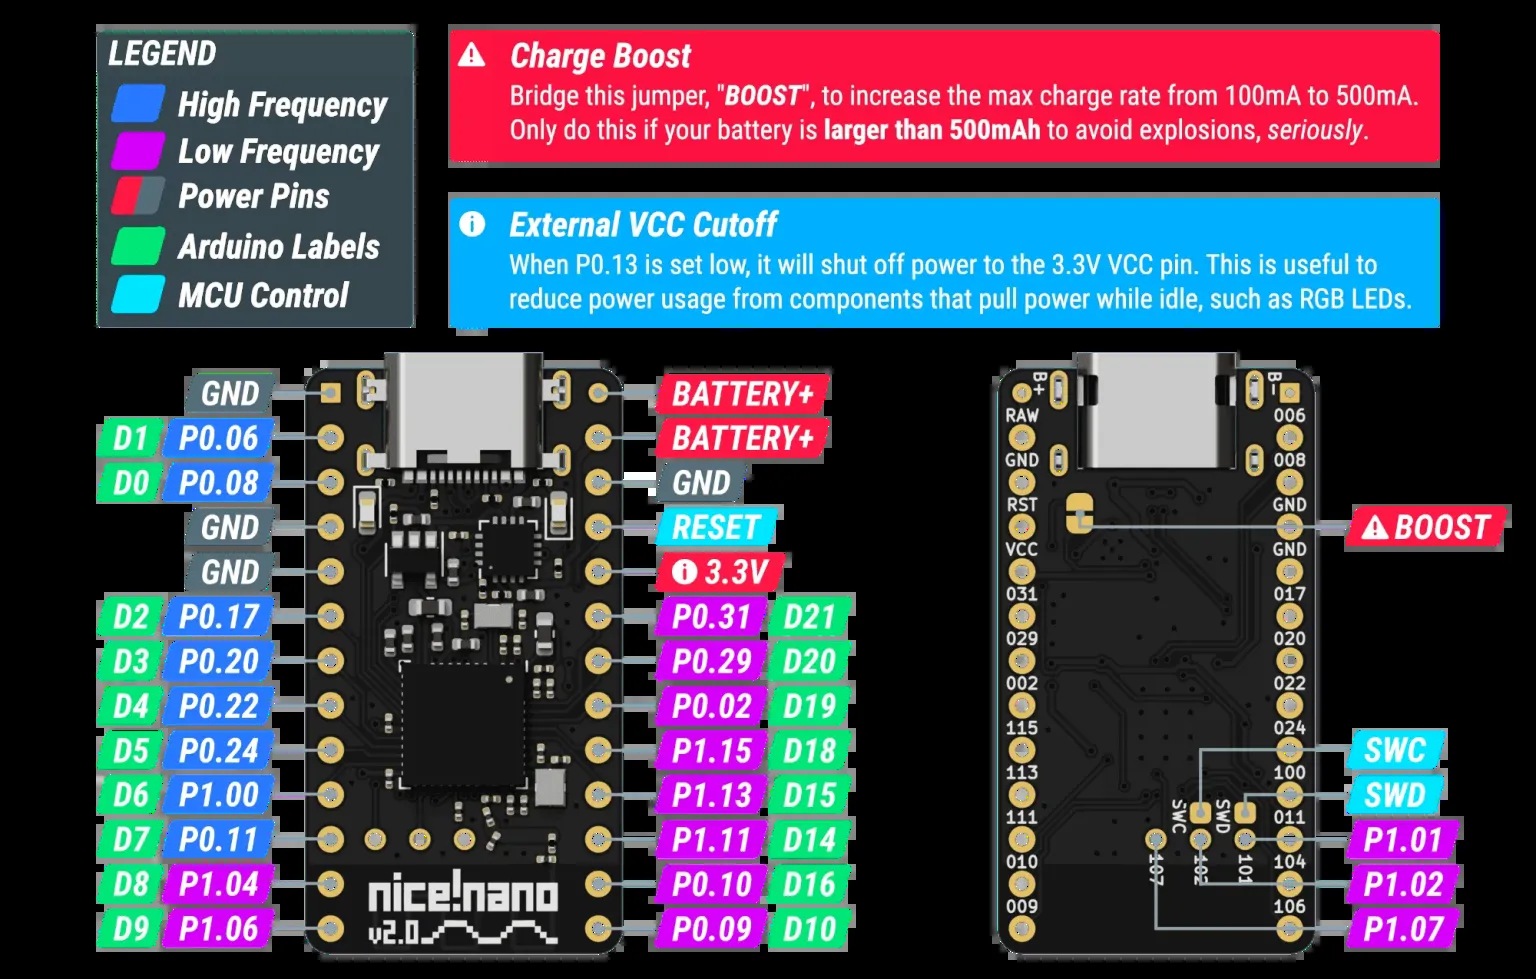 LEGEND
High Frequency
Low Frequency
Power Pins
Arduino Labels
MCU Control
Charge Boost
Bridge this jumper, "BOOST", to increase the max charge rate from 100mA to 500mA.
Only do this if your battery is larger than 500mAh to avoid explosions, seriously.
External VCC Cutoff
When P0.13 is set low, it will shut off power to the 3.3V VCC pin. This is useful to
reduce power usage from components that pull power while idle, such as RGB LEDs.
GND
D1 P0.06
D0 P0.08
GND
GND
D2 P0.17
D3 P0.20
D4 P0.22
D5 P0.24
D6 P1.00
D7 P0.11
D8 P1.04
D9 P1.06
nice!nano
v2.0
BATTERY+
BATTERY+
GND
RESET
3.3V
P0.31 D21
P0.29 D20
P0.02 D19
P1.15 D18
P1.13 D15
P1.11 D14
P0.10 D16
P0.09 D10
B+
RAW
GND
RST
VCC
031
029
002
115
113
111
010
009
B-
006
008
GND
GND
017
020
022
024
100
011
104
106
SWC
SWD
107
102
101
BOOST
SWC
SWD
P1.01
P1.02
P1.07